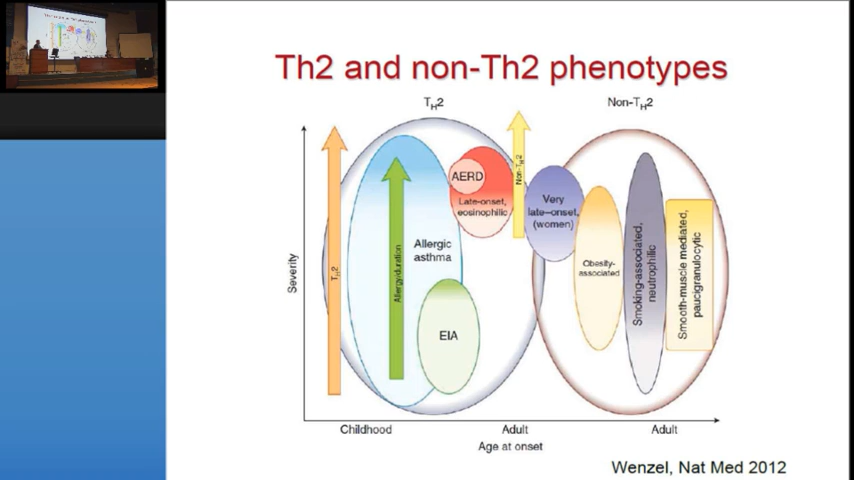 Th2 and non-Th2 phenotypes
TH2
Non-TH2
Severity
TH2
Allergy/duration
Allergic
asthma
EIA
AERD
Late-onset,
eosinophilic
Non-TH2
Very
late–onset,
(women)
Obesity-
associated
Smoking-associated,
neutrophilic
Smooth-muscle mediated,
paucigranulocytic
Childhood
Adult
Adult
Age at onset
Wenzel, Nat Med 2012